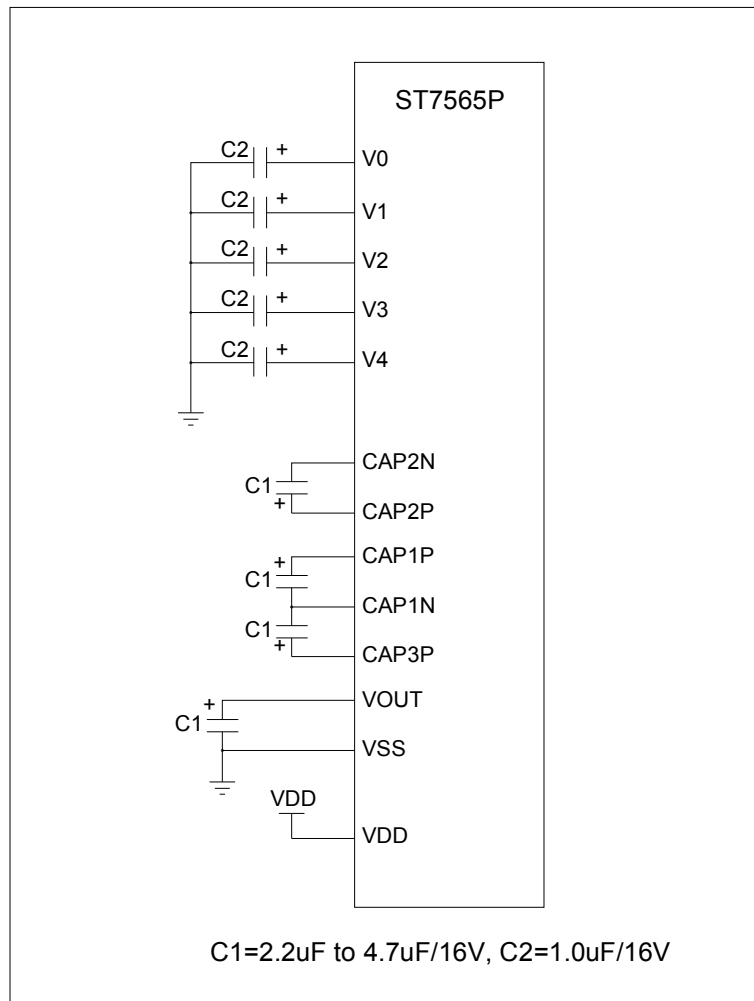 ST7565P
C2 + V0
C2 + V1
C2 + V2
C2 + V3
C2 + V4
CAP2N
C1
+ CAP2P
+ CAP1P
C1
CAP1N
C1
+ CAP3P
+ VOUT
C1
VSS
VDD
VDD
C1=2.2uF to 4.7uF/16V, C2=1.0uF/16V